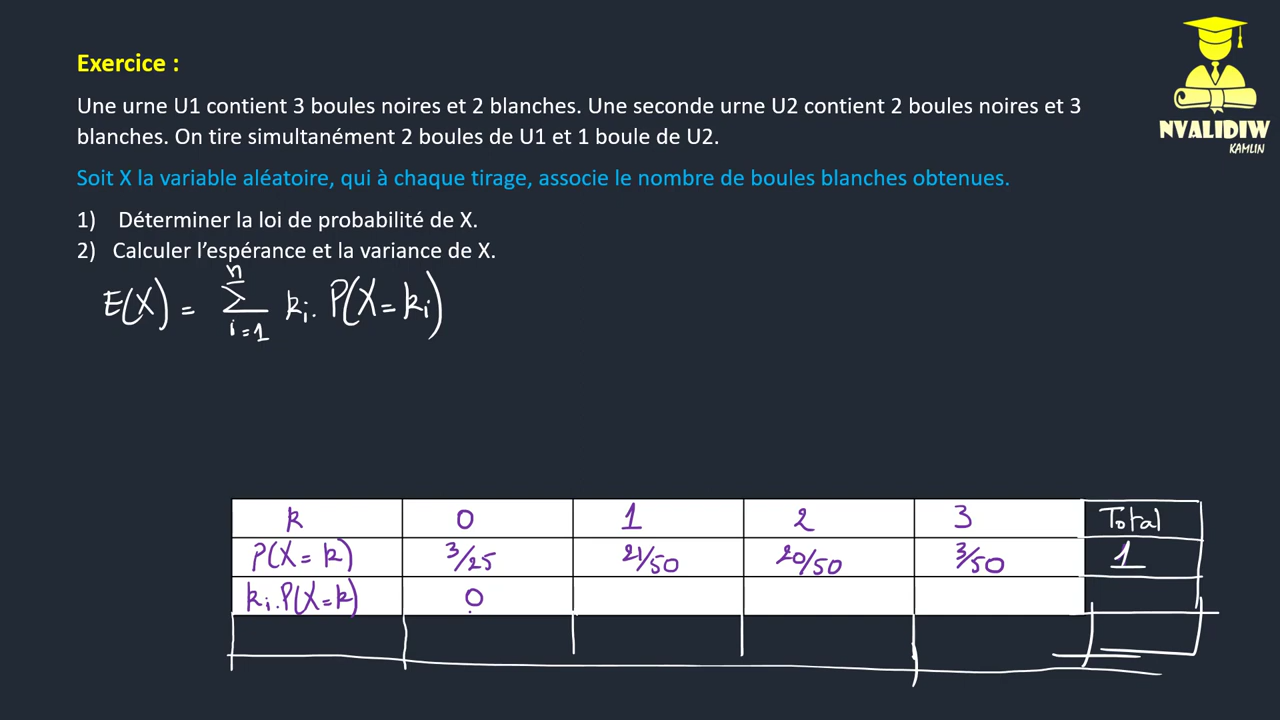 Exercice :
Une urne U1 contient 3 boules noires et 2 blanches. Une seconde urne U2 contient 2 boules noires et 3
blanches. On tire simultanément 2 boules de U1 et 1 boule de U2.
Soit X la variable aléatoire, qui à chaque tirage, associe le nombre de boules blanches obtenues.
1) Déterminer la loi de probabilité de X.
2) Calculer l’espérance et la variance de X.
E(X) = n ∑ i=1 ki . P(X = ki)
k 0 1 2 3 Total
P(X = k) 3/25 21/50 20/50 3/50 1
ki.P(X=k) 0
NVALIDIW
KAMLIN